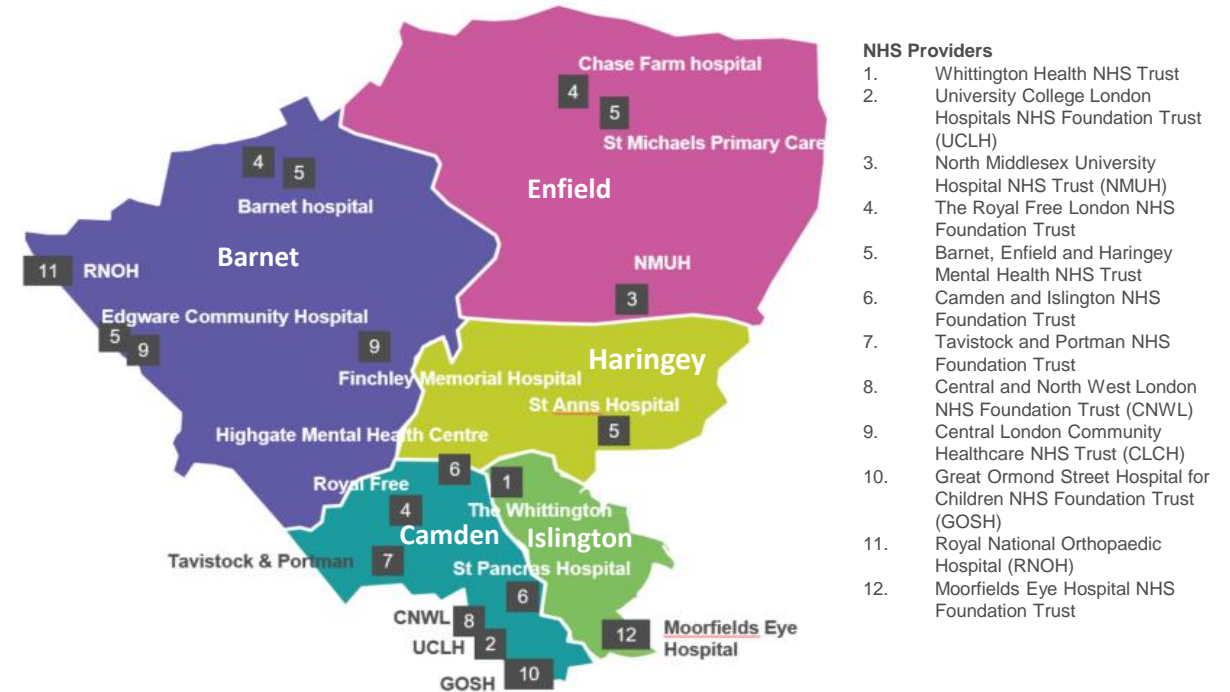 Chase Farm hospital
4
5
St Michaels Primary Care
Enfield
4
5
Barnet hospital
Barnet
11 RNOH
NMUH
3
Edgware Community Hospital
5
9
9
Finchley Memorial Hospital
Haringey
St Anns Hospital
5
Highgate Mental Health Centre
6
1
Royal Free
4
The Whittington
Camden
Islington
Tavistock & Portman 7
St Pancras Hospital
6
CNWL 8
UCLH 2
GOSH 10
12 Moorfields Eye
Hospital
NHS Providers
1. Whittington Health NHS Trust
2. University College London
Hospitals NHS Foundation Trust
(UCLH)
3. North Middlesex University
Hospital NHS Trust (NMUH)
4. The Royal Free London NHS
Foundation Trust
5. Barnet, Enfield and Haringey
Mental Health NHS Trust
6. Camden and Islington NHS
Foundation Trust
7. Tavistock and Portman NHS
Foundation Trust
8. Central and North West London
NHS Foundation Trust (CNWL)
9. Central London Community
Healthcare NHS Trust (CLCH)
10. Great Ormond Street Hospital for
Children NHS Foundation Trust
(GOSH)
11. Royal National Orthopaedic
Hospital (RNOH)
12. Moorfields Eye Hospital NHS
Foundation Trust